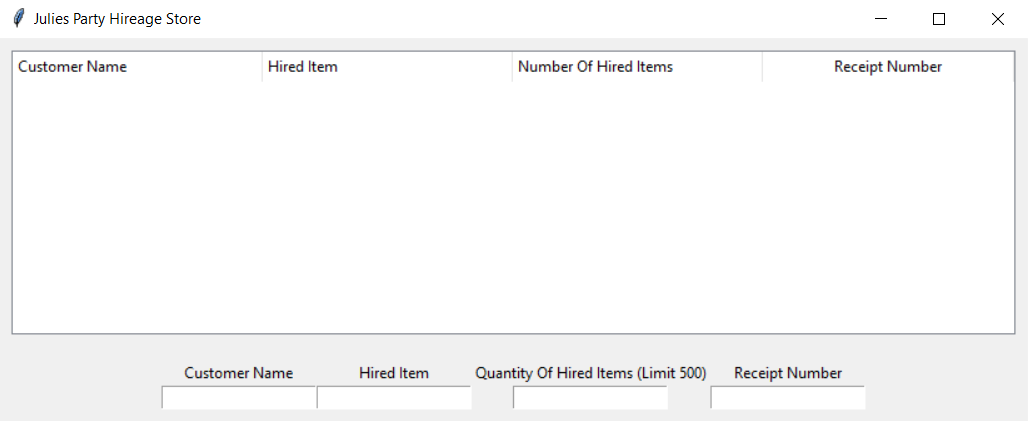 Julies Party Hireage Store
Customer Name Hired Item Number Of Hired Items Receipt Number
Customer Name Hired Item Quantity Of Hired Items (Limit 500) Receipt Number